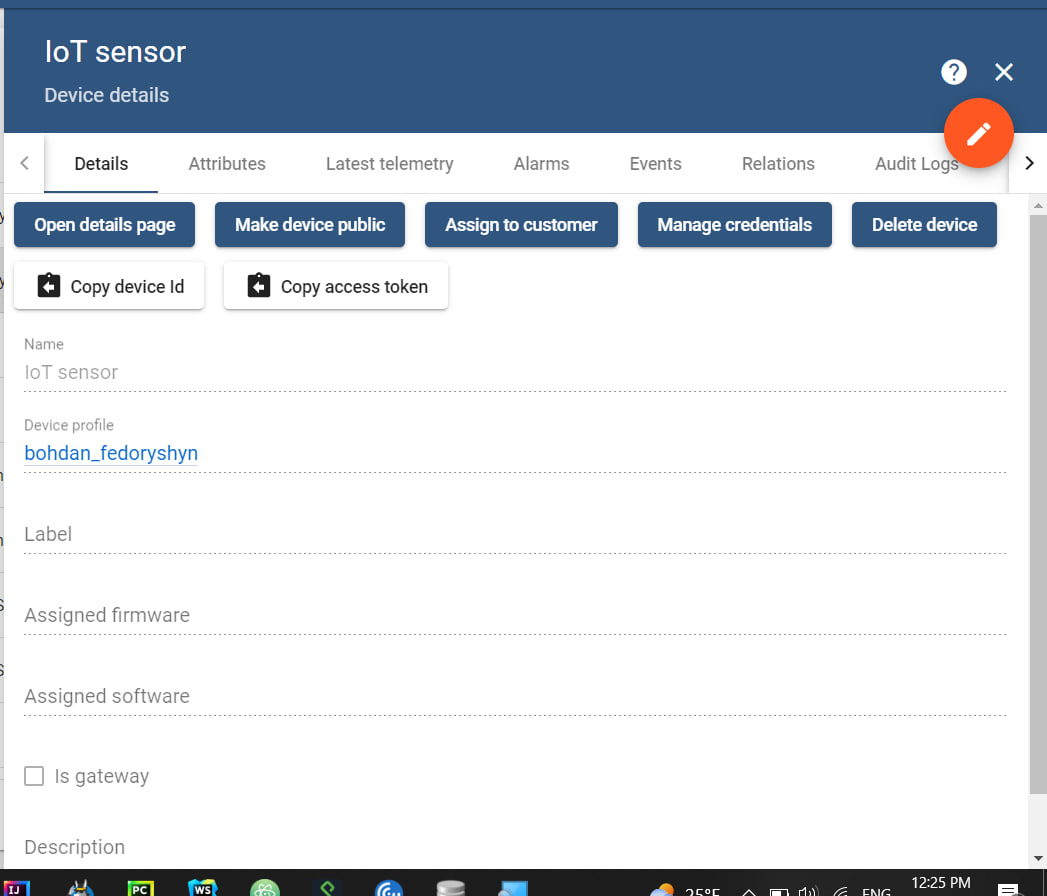 IoT sensor
Device details
?
Details Attributes Latest telemetry Alarms Events Relations Audit Logs
Open details page Make device public Assign to customer Manage credentials Delete device
Copy device Id Copy access token
Name
IoT sensor
Device profile
bohdan_fedoryshyn
Label
Assigned firmware
Assigned software
Is gateway
Description
IJ PC WS 25°F ENG 12:25 PM